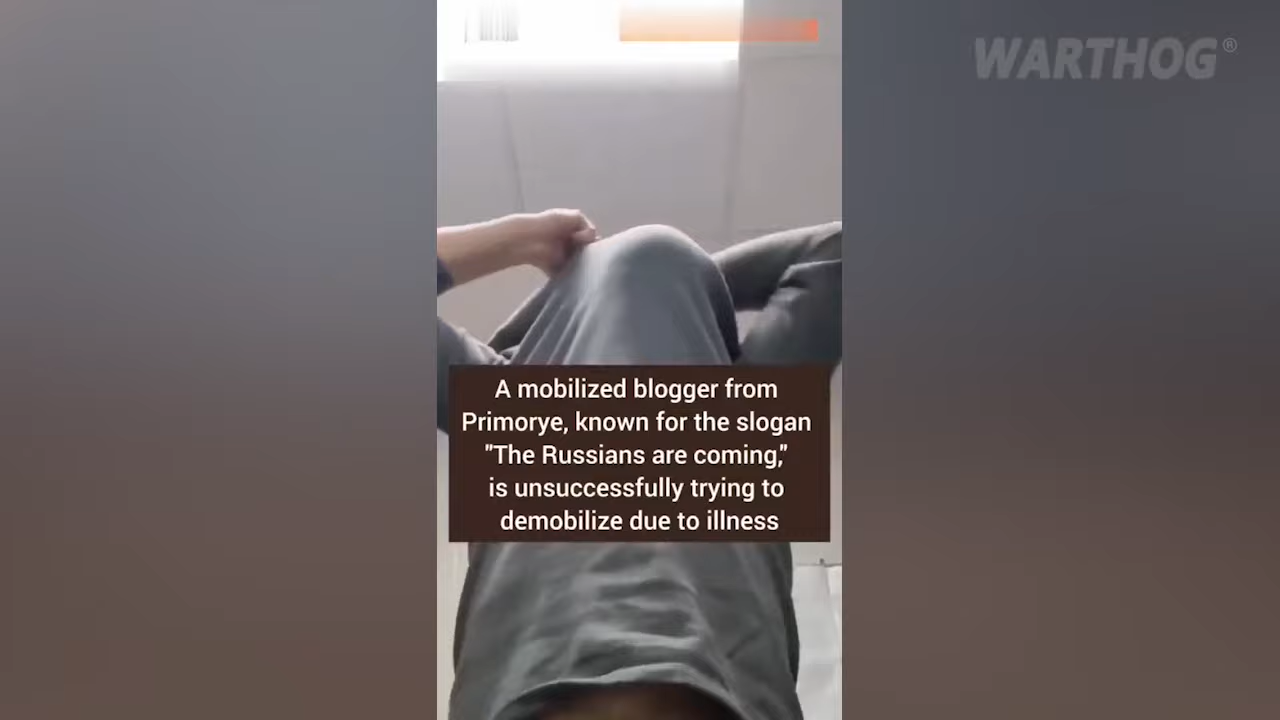 WARTHOG®
A mobilized blogger from
Primorye, known for the slogan
"The Russians are coming,"
is unsuccessfully trying to
demobilize due to illness